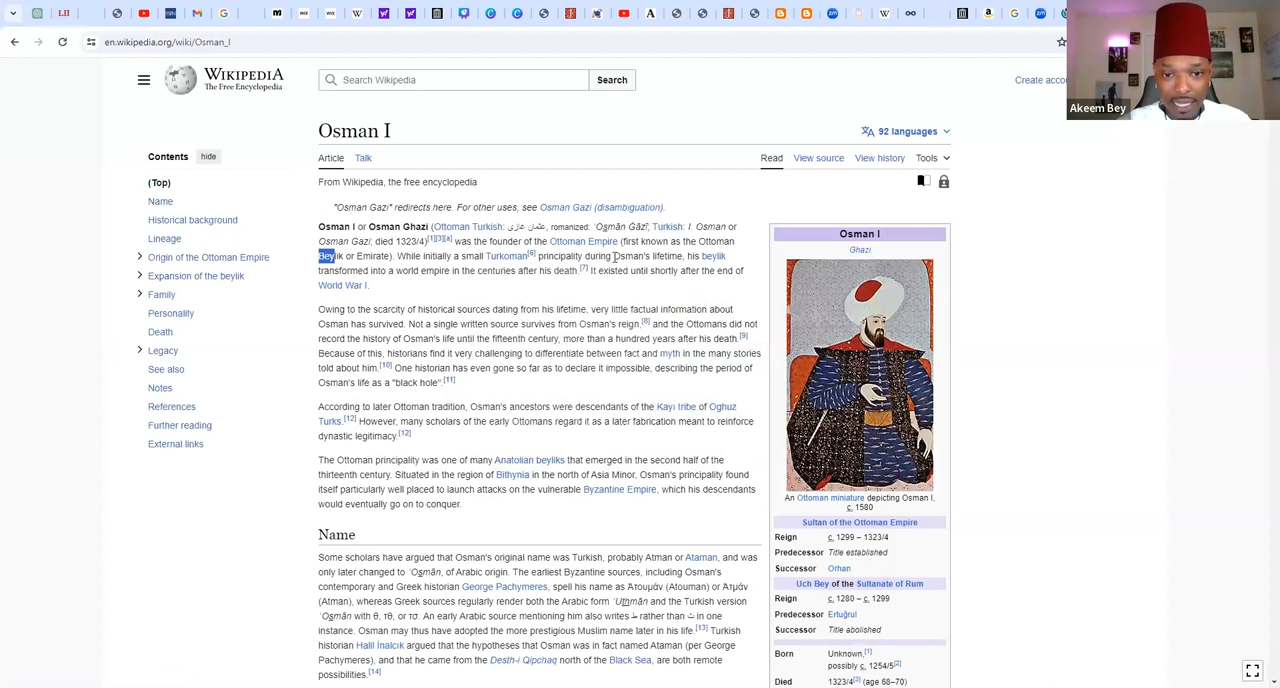 en.wikipedia.org/wiki/Osman_I
Akeem Bey
WIKIPEDIA
The Free Encyclopedia
Search Wikipedia
Search
Create acco
Contents
hide
(Top)
Name
Historical background
Lineage
Origin of the Ottoman Empire
Expansion of the beylik
Family
Personality
Death
Legacy
See also
Notes
References
Further reading
External links
Osman I
92 languages
Article Talk
Read View source View history Tools
From Wikipedia, the free encyclopedia
"Osman Gazi" redirects here. For other uses, see Osman Gazi (disambiguation).
Osman I or Osman Ghazi (Ottoman Turkish: عثمان غازى, romanized: ʿOs̱mān Ġāzī; Turkish: I. Osman or
Osman Gazi; died 1323/4)[1][3][a] was the founder of the Ottoman Empire (first known as the Ottoman
Beylik or Emirate). While initially a small Turkoman[6] principality during Osman's lifetime, his beylik
transformed into a world empire in the centuries after his death.[7] It existed until shortly after the end of
World War I.
Owing to the scarcity of historical sources dating from his lifetime, very little factual information about
Osman has survived. Not a single written source survives from Osman's reign,[8] and the Ottomans did not
record the history of Osman's life until the fifteenth century, more than a hundred years after his death.[9]
Because of this, historians find it very challenging to differentiate between fact and myth in the many stories
told about him.[10] One historian has even gone so far as to declare it impossible, describing the period of
Osman's life as a "black hole".[11]
According to later Ottoman tradition, Osman's ancestors were descendants of the Kayı tribe of Oghuz
Turks.[12] However, many scholars of the early Ottomans regard it as a later fabrication meant to reinforce
dynastic legitimacy.[12]
The Ottoman principality was one of many Anatolian beyliks that emerged in the second half of the
thirteenth century. Situated in the region of Bithynia in the north of Asia Minor, Osman's principality found
itself particularly well placed to launch attacks on the vulnerable Byzantine Empire, which his descendants
would eventually go on to conquer.
Name
Some scholars have argued that Osman's original name was Turkish, probably Atman or Ataman, and was
only later changed to ʿOs̱mān, of Arabic origin. The earliest Byzantine sources, including Osman's
contemporary and Greek historian George Pachymeres, spell his name as Ἀτουμάν (Atouman) or Ἀτμάν
(Atman), whereas Greek sources regularly render both the Arabic form ʿUthmān and the Turkish version
ʿOsmān with θ, τθ, or τσ. An early Arabic source mentioning him also writes ط rather than ث in one
instance. Osman may thus have adopted the more prestigious Muslim name later in his life.[13] Turkish
historian Halil İnalcık argued that the hypotheses that Osman was in fact named Ataman (per George
Pachymeres), and that he came from the Desht-i Qipchaq north of the Black Sea, are both remote
possibilities.[14]
Osman I
Ghazi
An Ottoman miniature depicting Osman I,
c. 1580
Sultan of the Ottoman Empire
Reign c. 1299 – 1323/4
Predecessor Title established
Successor Orhan
Uch Bey of the Sultanate of Rum
Reign c. 1280 – c. 1299
Predecessor Ertuğrul
Successor Title abolished
Born Unknown,[1]
possibly c. 1254/5[2]
Died 1323/4[3] (age 68–70)